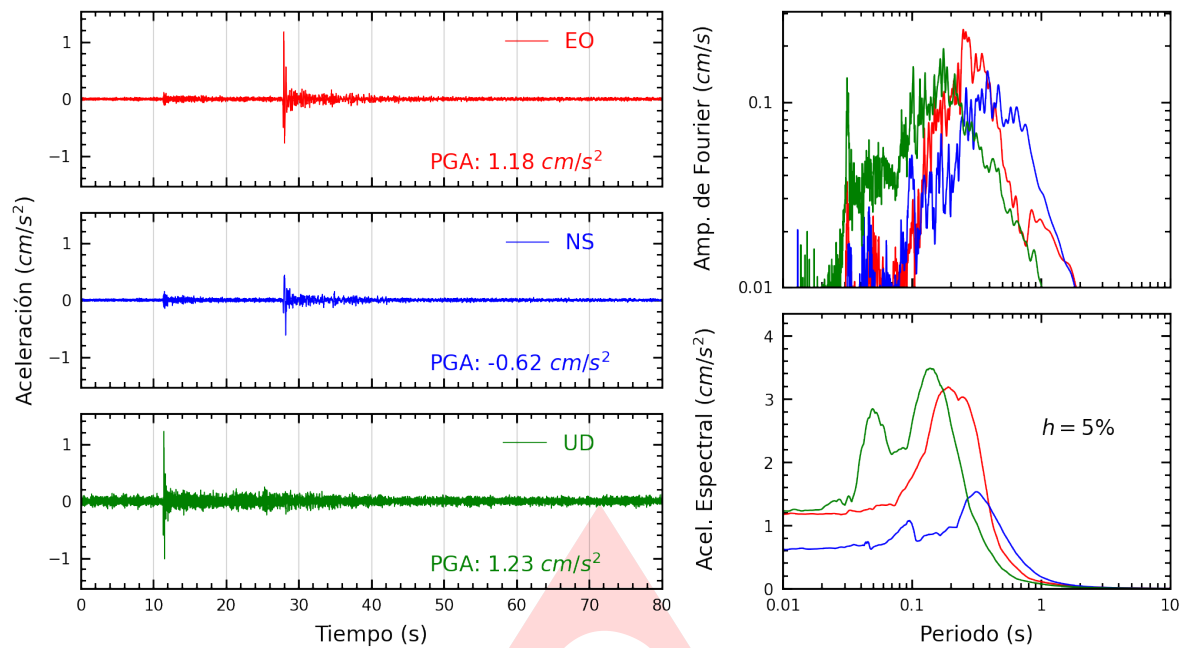 Aceleración (cm/s²)
1
0
−1
EO
PGA: 1.18 cm/s²
1
0
−1
NS
PGA: -0.62 cm/s²
1
0
−1
UD
PGA: 1.23 cm/s²
0 10 20 30 40 50 60 70 80
Tiempo (s)
Amp. de Fourier (cm/s)
0.1
0.01
Acel. Espectral (cm/s²)
4
3
2
1
0
h = 5%
0.01 0.1 1 10
Periodo (s)